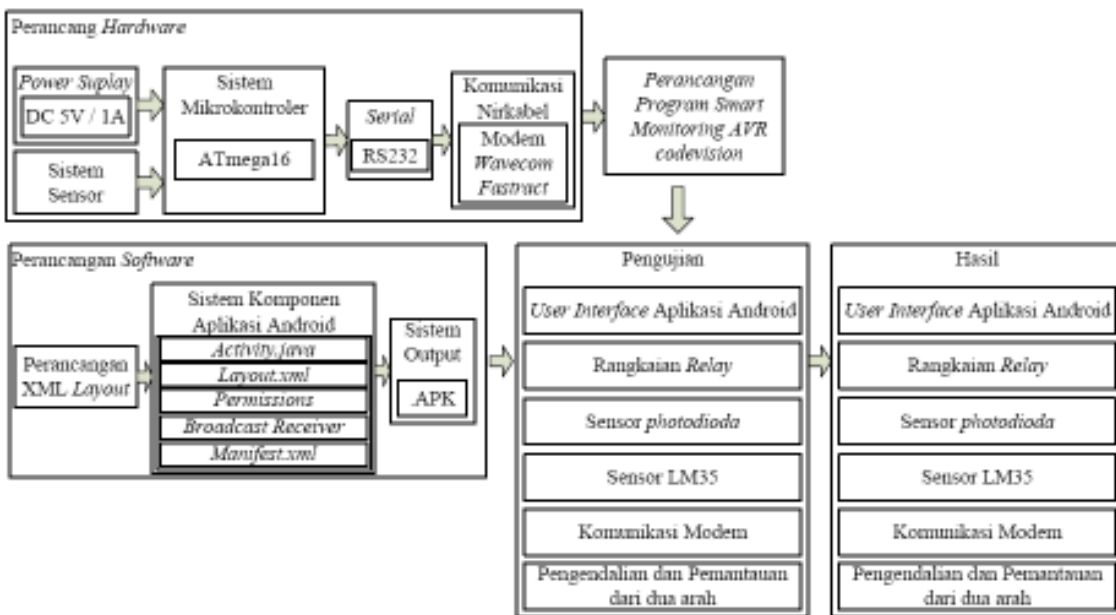 Perancang Hardware
Power Suplay
DC 5V / 1A
Sistem
Sensor
Sistem
Mikrokontroler
ATmega16
Serial
RS232
Komunikasi
Nirkabel
Modem
Wavecom
Fastract
Perancangan
Program Smart
Monitoring AVR
codevision
Perancangan Software
Perancangan
XML Layout
Sistem Komponen
Aplikasi Android
Activity.java
Layout.xml
Permissions
Broadcast Receiver
Manifest.xml
Sistem
Output
.APK
Pengujian
User Interface Aplikasi Android
Rangkaian Relay
Sensor photodioda
Sensor LM35
Komunikasi Modem
Pengendalian dan Pemantauan
dari dua arah
Hasil
User Interface Aplikasi Android
Rangkaian Relay
Sensor photodioda
Sensor LM35
Komunikasi Modem
Pengendalian dan Pemantauan
dari dua arah